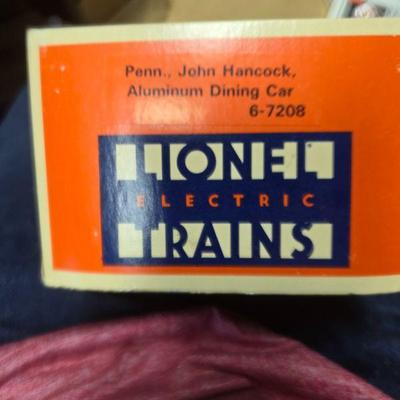 Penn., John Hancock,
Aluminum Dining Car
6-7208
LIONEL
ELECTRIC
TRAINS